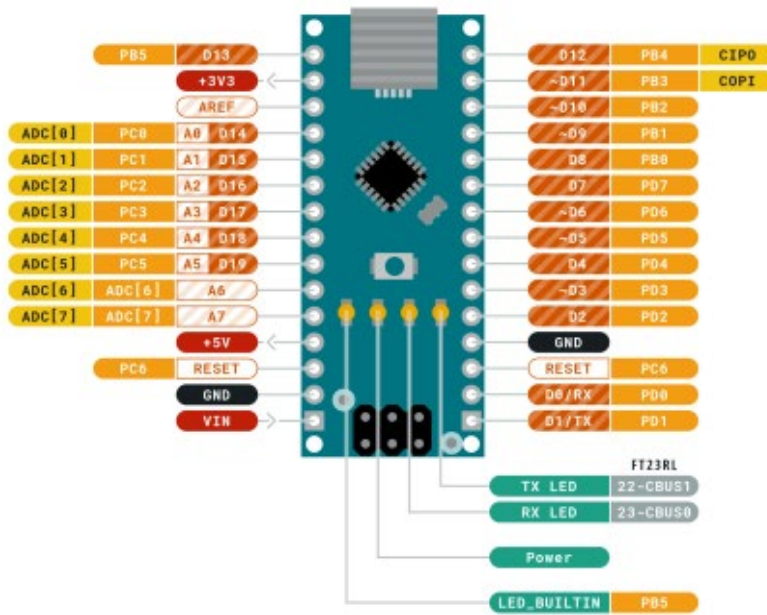 PB5 D13 D12 PB4 CIPO
+3V3 ~D11 PB3 COPI
AREF ~D10 PB2
ADC[0] PC0 A0 D14 ~D9 PB1
ADC[1] PC1 A1 D15 D8 PB0
ADC[2] PC2 A2 D16 D7 PD7
ADC[3] PC3 A3 D17 ~D6 PD6
ADC[4] PC4 A4 D18 ~D5 PD5
ADC[5] PC5 A5 D19 D4 PD4
ADC[6] ADC[6] A6 ~D3 PD3
ADC[7] ADC[7] A7 D2 PD2
+5V GND
PC6 RESET RESET PC6
GND D0/RX PD0
VIN D1/TX PD1
FT23RL
TX LED 22-CBUS1
RX LED 23-CBUS0
Power
LED_BUILTIN PB5